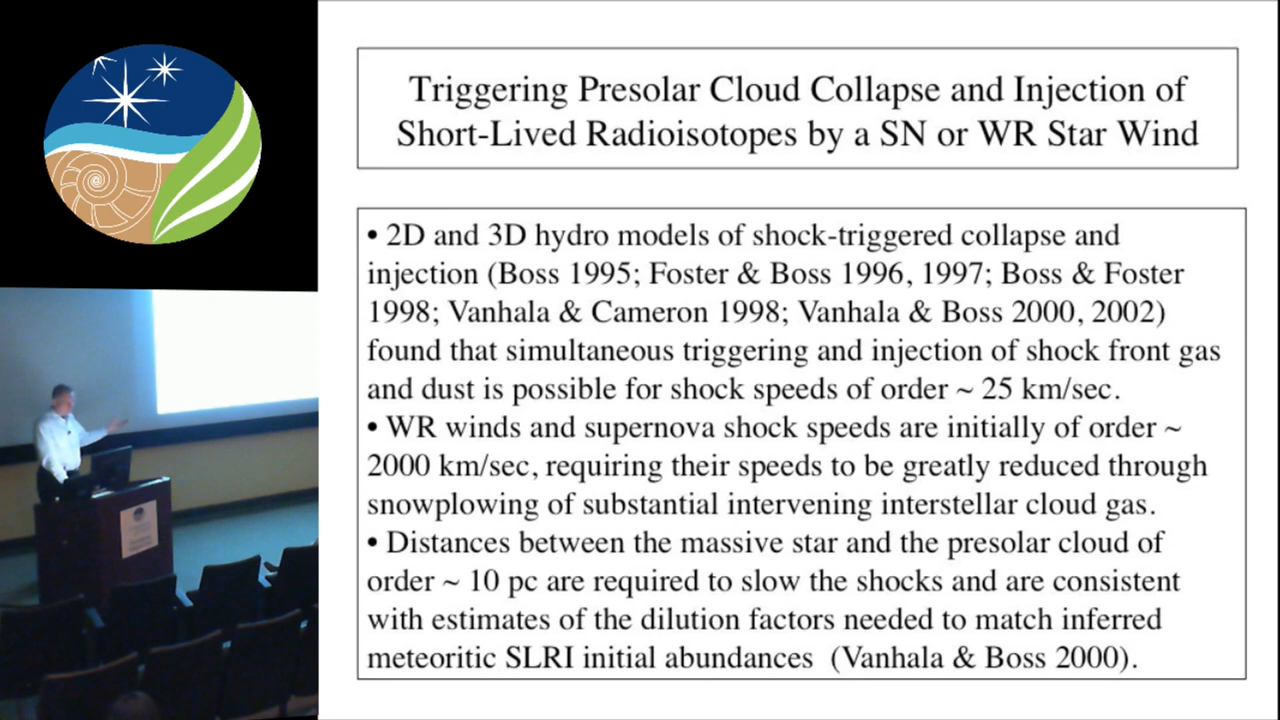 Triggering Presolar Cloud Collapse and Injection of
Short-Lived Radioisotopes by a SN or WR Star Wind
• 2D and 3D hydro models of shock-triggered collapse and
injection (Boss 1995; Foster & Boss 1996, 1997; Boss & Foster
1998; Vanhala & Cameron 1998; Vanhala & Boss 2000, 2002)
found that simultaneous triggering and injection of shock front gas
and dust is possible for shock speeds of order ~ 25 km/sec.
• WR winds and supernova shock speeds are initially of order ~
2000 km/sec, requiring their speeds to be greatly reduced through
snowplowing of substantial intervening interstellar cloud gas.
• Distances between the massive star and the presolar cloud of
order ~ 10 pc are required to slow the shocks and are consistent
with estimates of the dilution factors needed to match inferred
meteoritic SLRI initial abundances (Vanhala & Boss 2000).